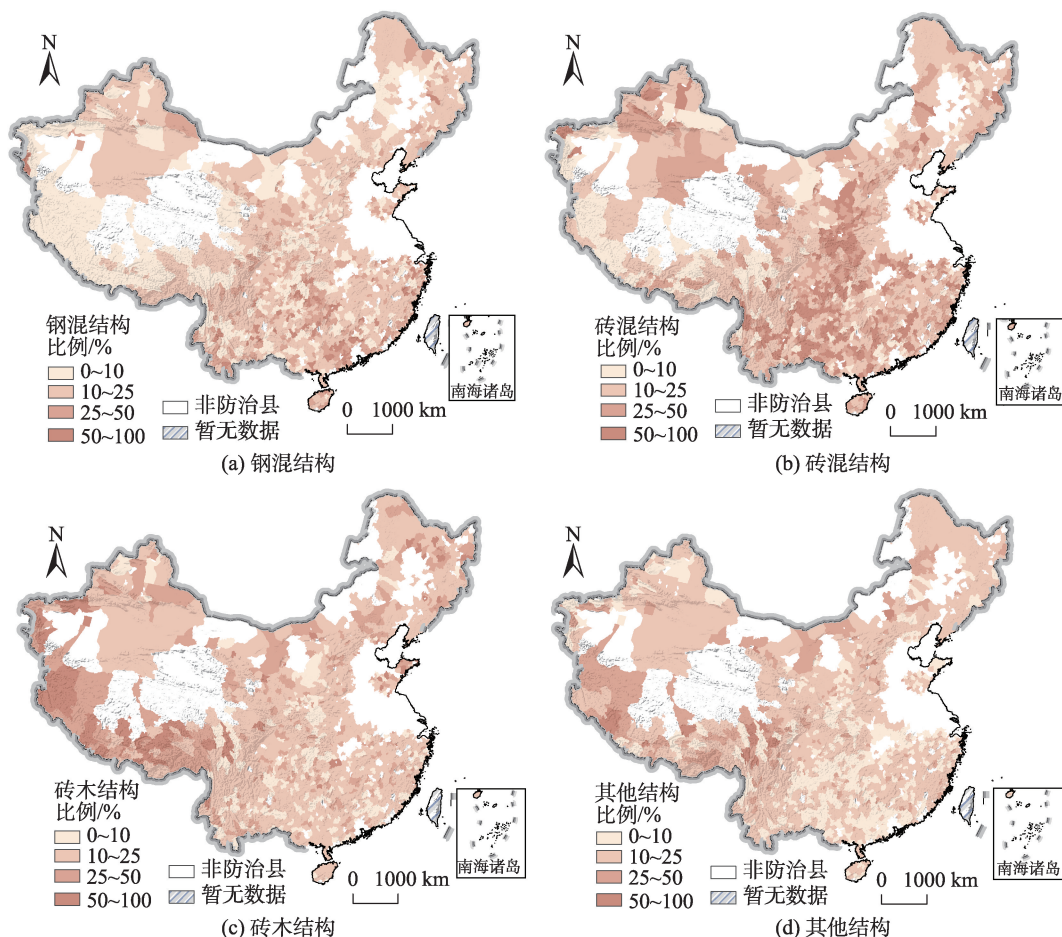 N
钢混结构
比例/%
0~10
10~25
25~50
50~100
非防治县
暂无数据
0 1000 km
南海诸岛
(a) 钢混结构
N
砖混结构
比例/%
0~10
10~25
25~50
50~100
非防治县
暂无数据
0 1000 km
南海诸岛
(b) 砖混结构
N
砖木结构
比例/%
0~10
10~25
25~50
50~100
非防治县
暂无数据
0 1000 km
南海诸岛
(c) 砖木结构
N
其他结构
比例/%
0~10
10~25
25~50
50~100
非防治县
暂无数据
0 1000 km
南海诸岛
(d) 其他结构